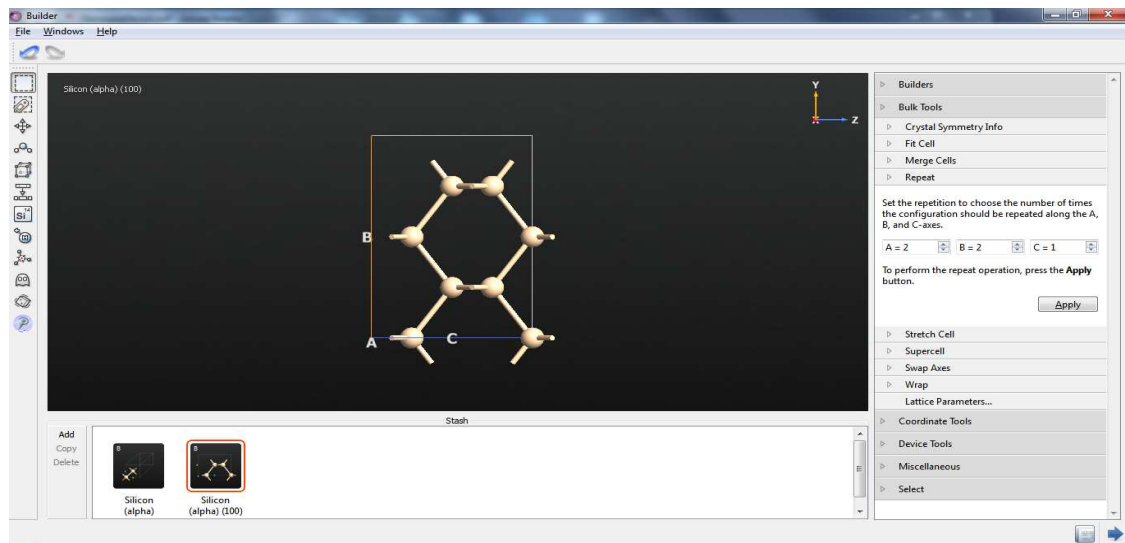 Builder
File Windows Help
Silicon (alpha) (100)
Y
X Z
B
A C
Builders
Bulk Tools
Crystal Symmetry Info
Fit Cell
Merge Cells
Repeat
Set the repetition to choose the number of times
the configuration should be repeated along the A,
B, and C-axes.
A = 2 B = 2 C = 1
To perform the repeat operation, press the Apply
button.
Apply
Stretch Cell
Supercell
Swap Axes
Wrap
Lattice Parameters...
Coordinate Tools
Device Tools
Miscellaneous
Select
Si
Stash
Add
Copy
Delete
Silicon
(alpha)
Silicon
(alpha) (100)